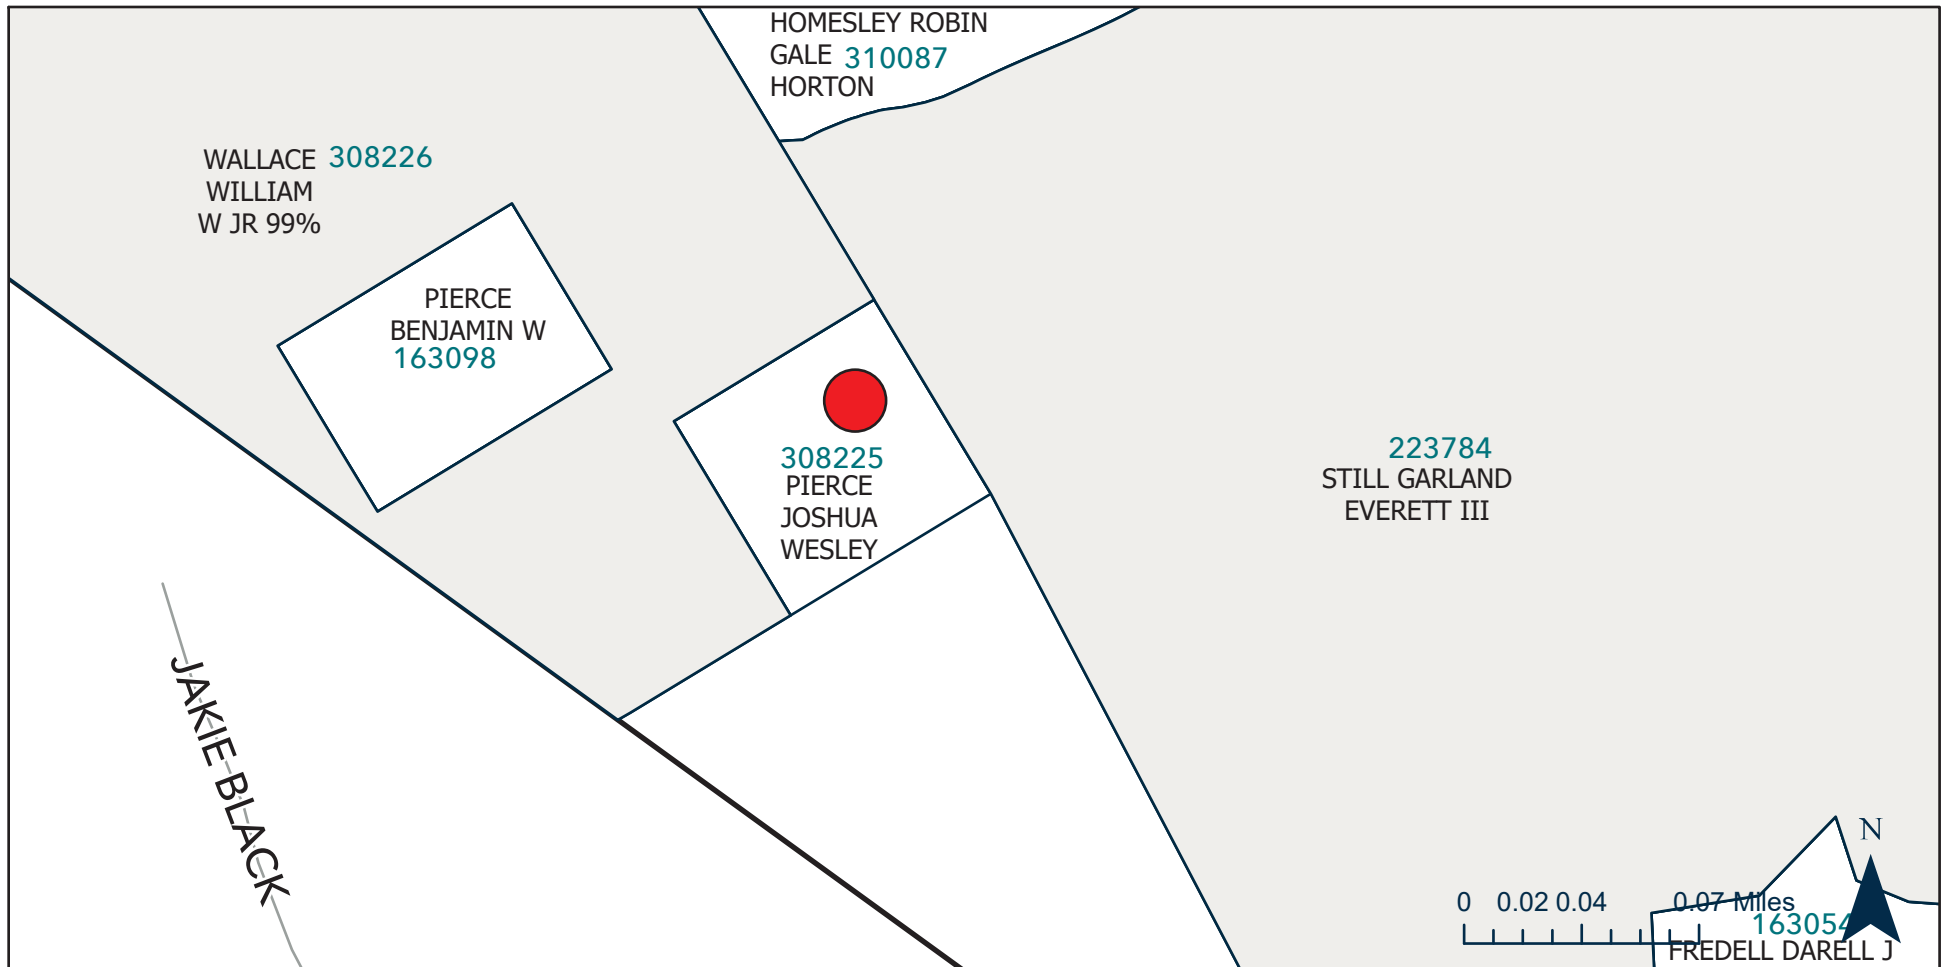 HOMESLEY ROBIN
GALE 310087
HORTON
WALLACE 308226
WILLIAM
W JR 99%
PIERCE
BENJAMIN W
163098
308225
PIERCE
JOSHUA
WESLEY
223784
STILL GARLAND
EVERETT III
JAKIE BLACK
N
0 0.02 0.04 0.07 Miles
163054
FREDELL DARELL J